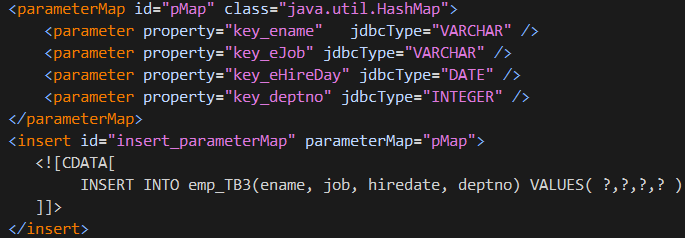 <parameterMap id="pMap" class="java.util.HashMap">
    <parameter property="key_ename"   jdbcType="VARCHAR" />
    <parameter property="key_eJob" jdbcType="VARCHAR" />
    <parameter property="key_eHireDay" jdbcType="DATE" />
    <parameter property="key_deptno" jdbcType="INTEGER" />
</parameterMap>
<insert id="insert_parameterMap" parameterMap="pMap">
   <![CDATA[
        INSERT INTO emp_TB3(ename, job, hiredate, deptno) VALUES( ?,?,?,? )
   ]]>
</insert>